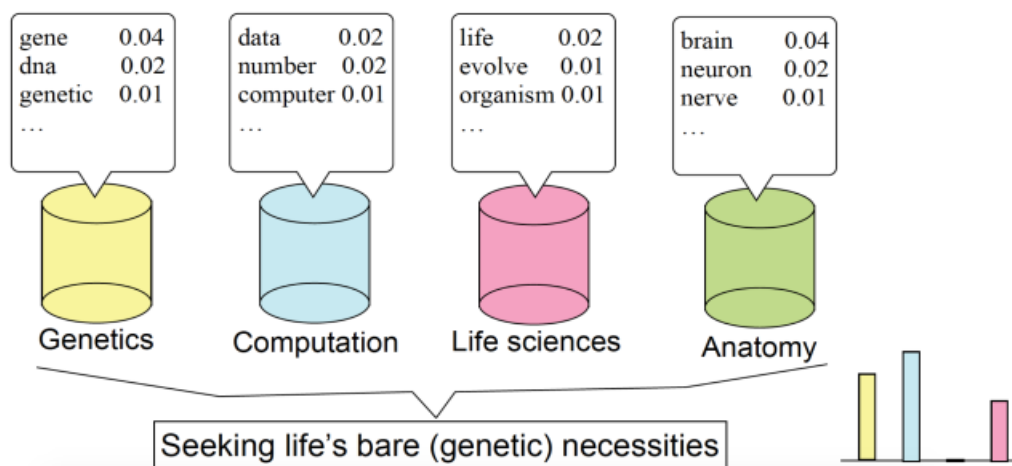 gene 0.04
dna 0.02
genetic 0.01
...
data 0.02
number 0.02
computer 0.01
...
life 0.02
evolve 0.01
organism 0.01
...
brain 0.04
neuron 0.02
nerve 0.01
...
Genetics
Computation
Life sciences
Anatomy
Seeking life's bare (genetic) necessities